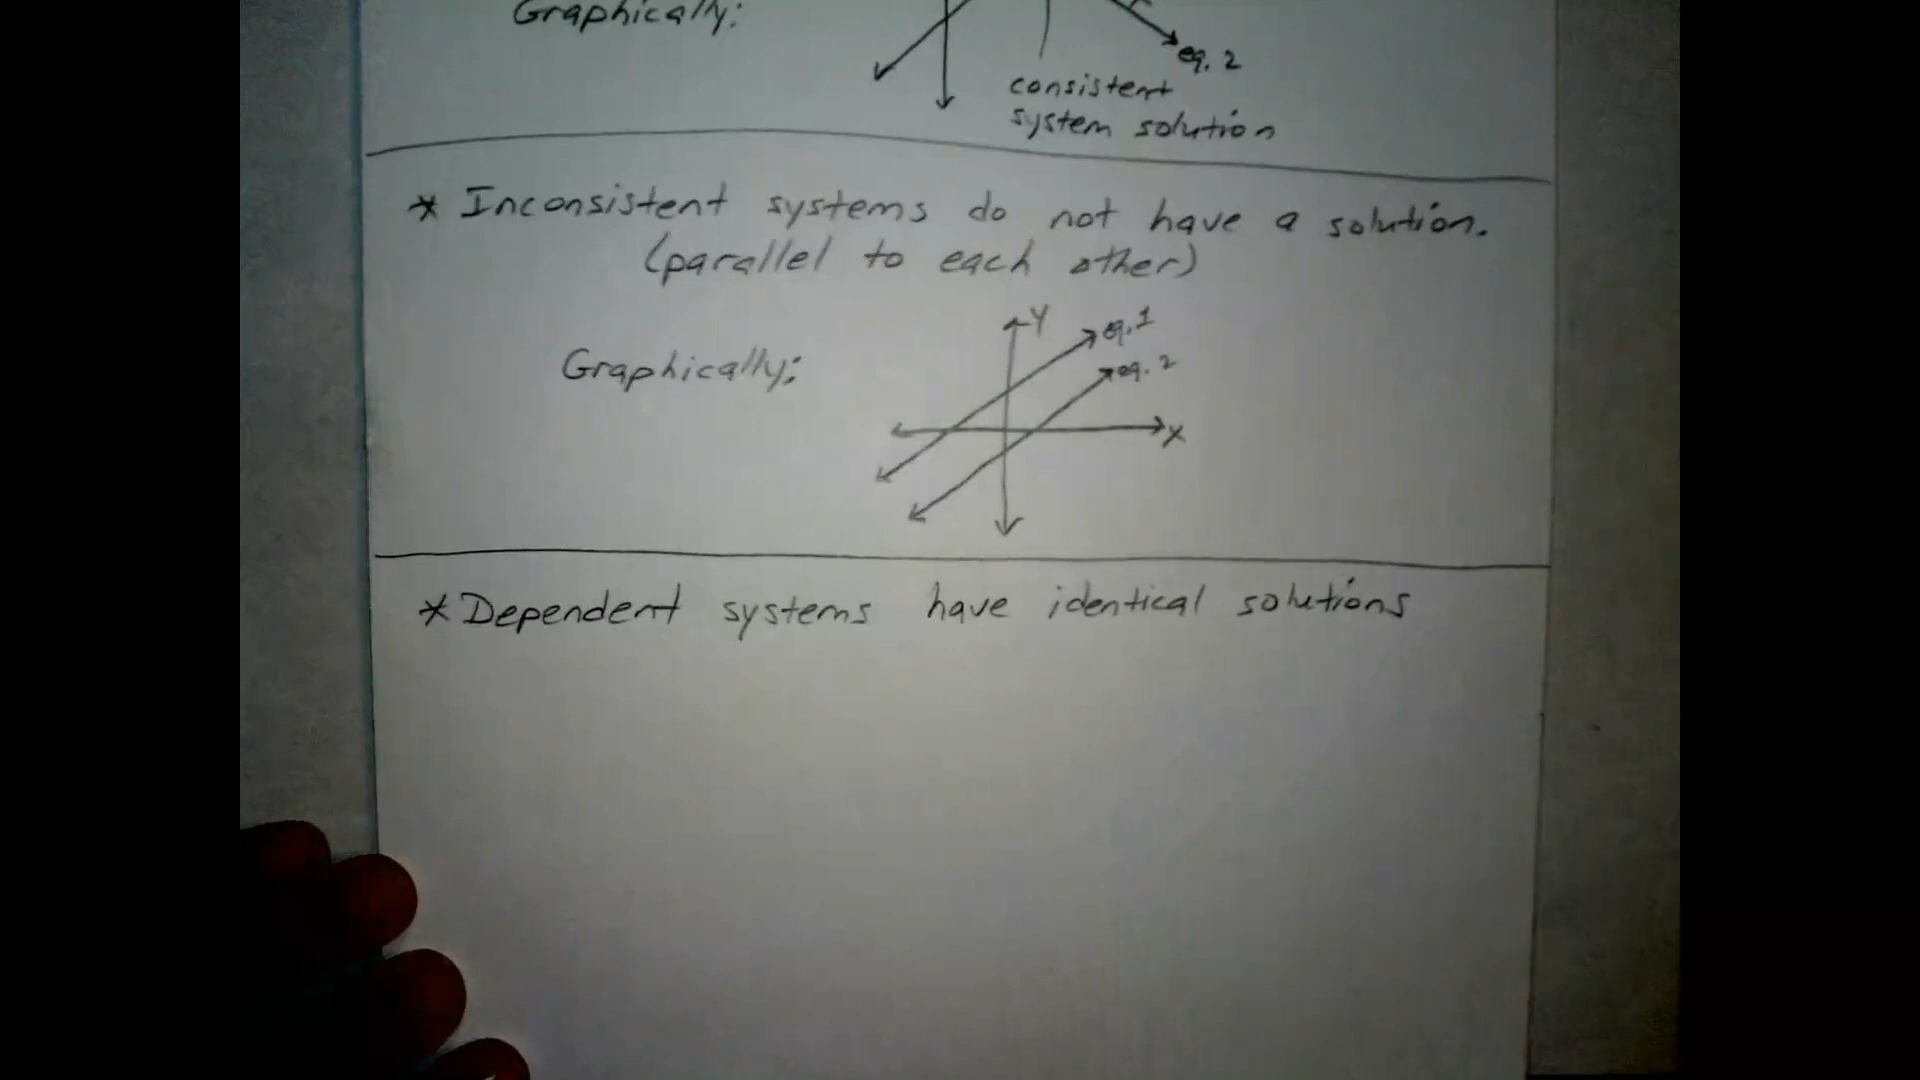 Graphically:
eq. 2
consistent
system solution
* Inconsistent systems do not have a solution.
(parallel to each other)
Y
eq. 1
eq. 2
Graphically:
X
* Dependent systems have identical solutions